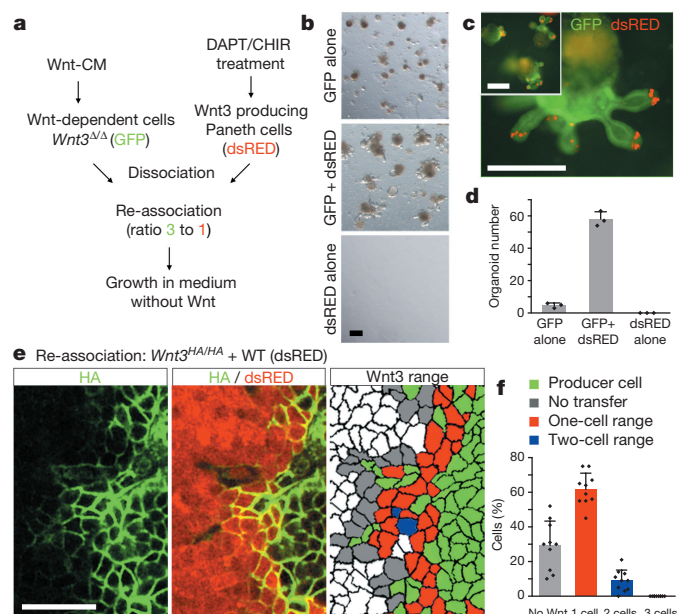 a
Wnt-CM
DAPT/CHIR
treatment
Wnt-dependent cells
Wnt3Δ/Δ (GFP)
Wnt3 producing
Paneth cells
(dsRED)
Dissociation
Re-association
(ratio 3 to 1)
Growth in medium
without Wnt
b
GFP alone
GFP + dsRED
dsRED alone
c
GFP dsRED
d
Organoid number
60
40
20
0
GFP
alone
GFP+
dsRED
dsRED
alone
e Re-association: Wnt3HA/HA + WT (dsRED)
HA
HA / dsRED
Wnt3 range
f
Producer cell
No transfer
One-cell range
Two-cell range
Cells (%)
80
60
40
20
0
No Wnt 1 cell 2 cells 3 cells